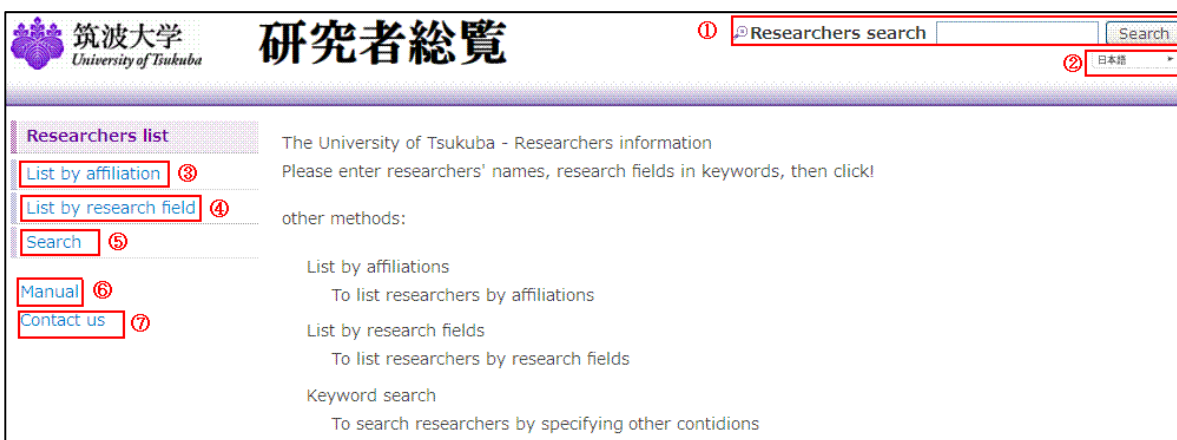 筑波大学
University of Tsukuba
研究者総覧
① Researchers search Search
② 日本語
Researchers list
List by affiliation ③
List by research field ④
Search ⑤
Manual ⑥
Contact us ⑦
The University of Tsukuba - Researchers information
Please enter researchers' names, research fields in keywords, then click!
other methods:
List by affiliations
To list researchers by affiliations
List by research fields
To list researchers by research fields
Keyword search
To search researchers by specifying other contidions